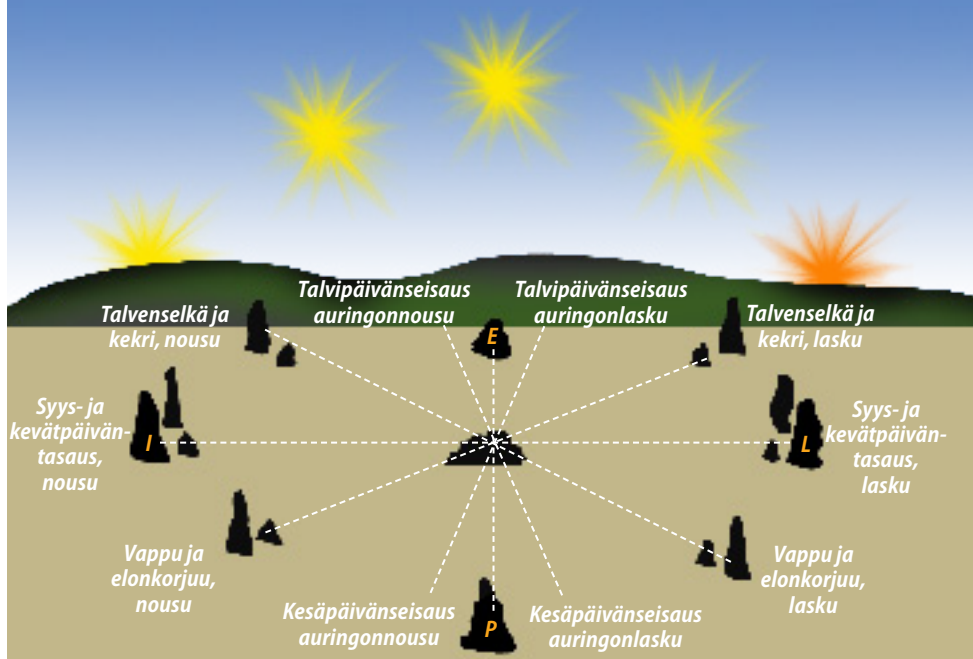 Talvipäivänseisaus
auringonnousu
Talvipäivänseisaus
auringonlasku
Talvenselkä ja
kekri, nousu
Talvenselkä ja
kekri, lasku
E
Syys- ja
kevätpäivän-
tasaus,
nousu
I
L
Syys- ja
kevätpäivän-
tasaus,
lasku
Vappu ja
elonkorjuu,
nousu
Vappu ja
elonkorjuu,
lasku
Kesäpäivänseisaus
auringonnousu
P
Kesäpäivänseisaus
auringonlasku